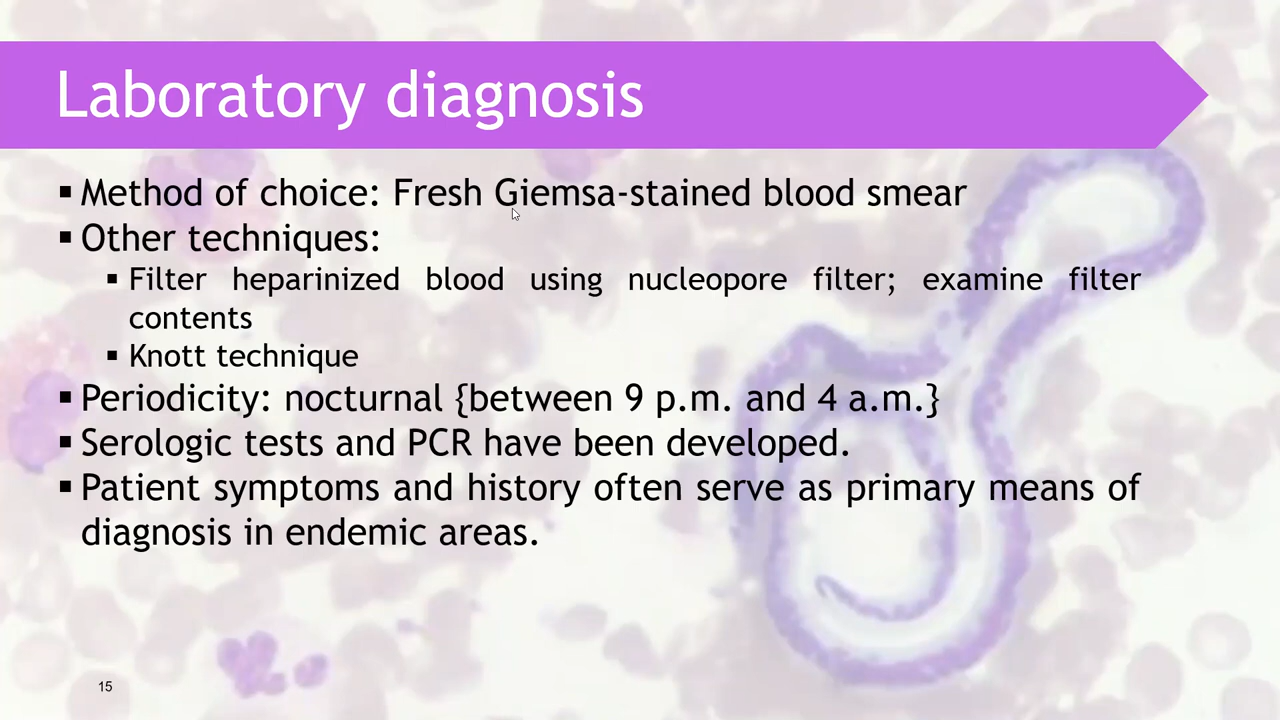 Laboratory diagnosis
▪ Method of choice: Fresh Giemsa-stained blood smear
▪ Other techniques:
▪ Filter heparinized blood using nucleopore filter; examine filter
contents
▪ Knott technique
▪ Periodicity: nocturnal {between 9 p.m. and 4 a.m.}
▪ Serologic tests and PCR have been developed.
▪ Patient symptoms and history often serve as primary means of
diagnosis in endemic areas.
15